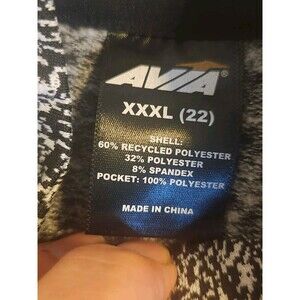 AVIA
XXXL (22)
SHELL:
60% RECYCLED POLYESTER
32% POLYESTER
8% SPANDEX
POCKET: 100% POLYESTER
MADE IN CHINA